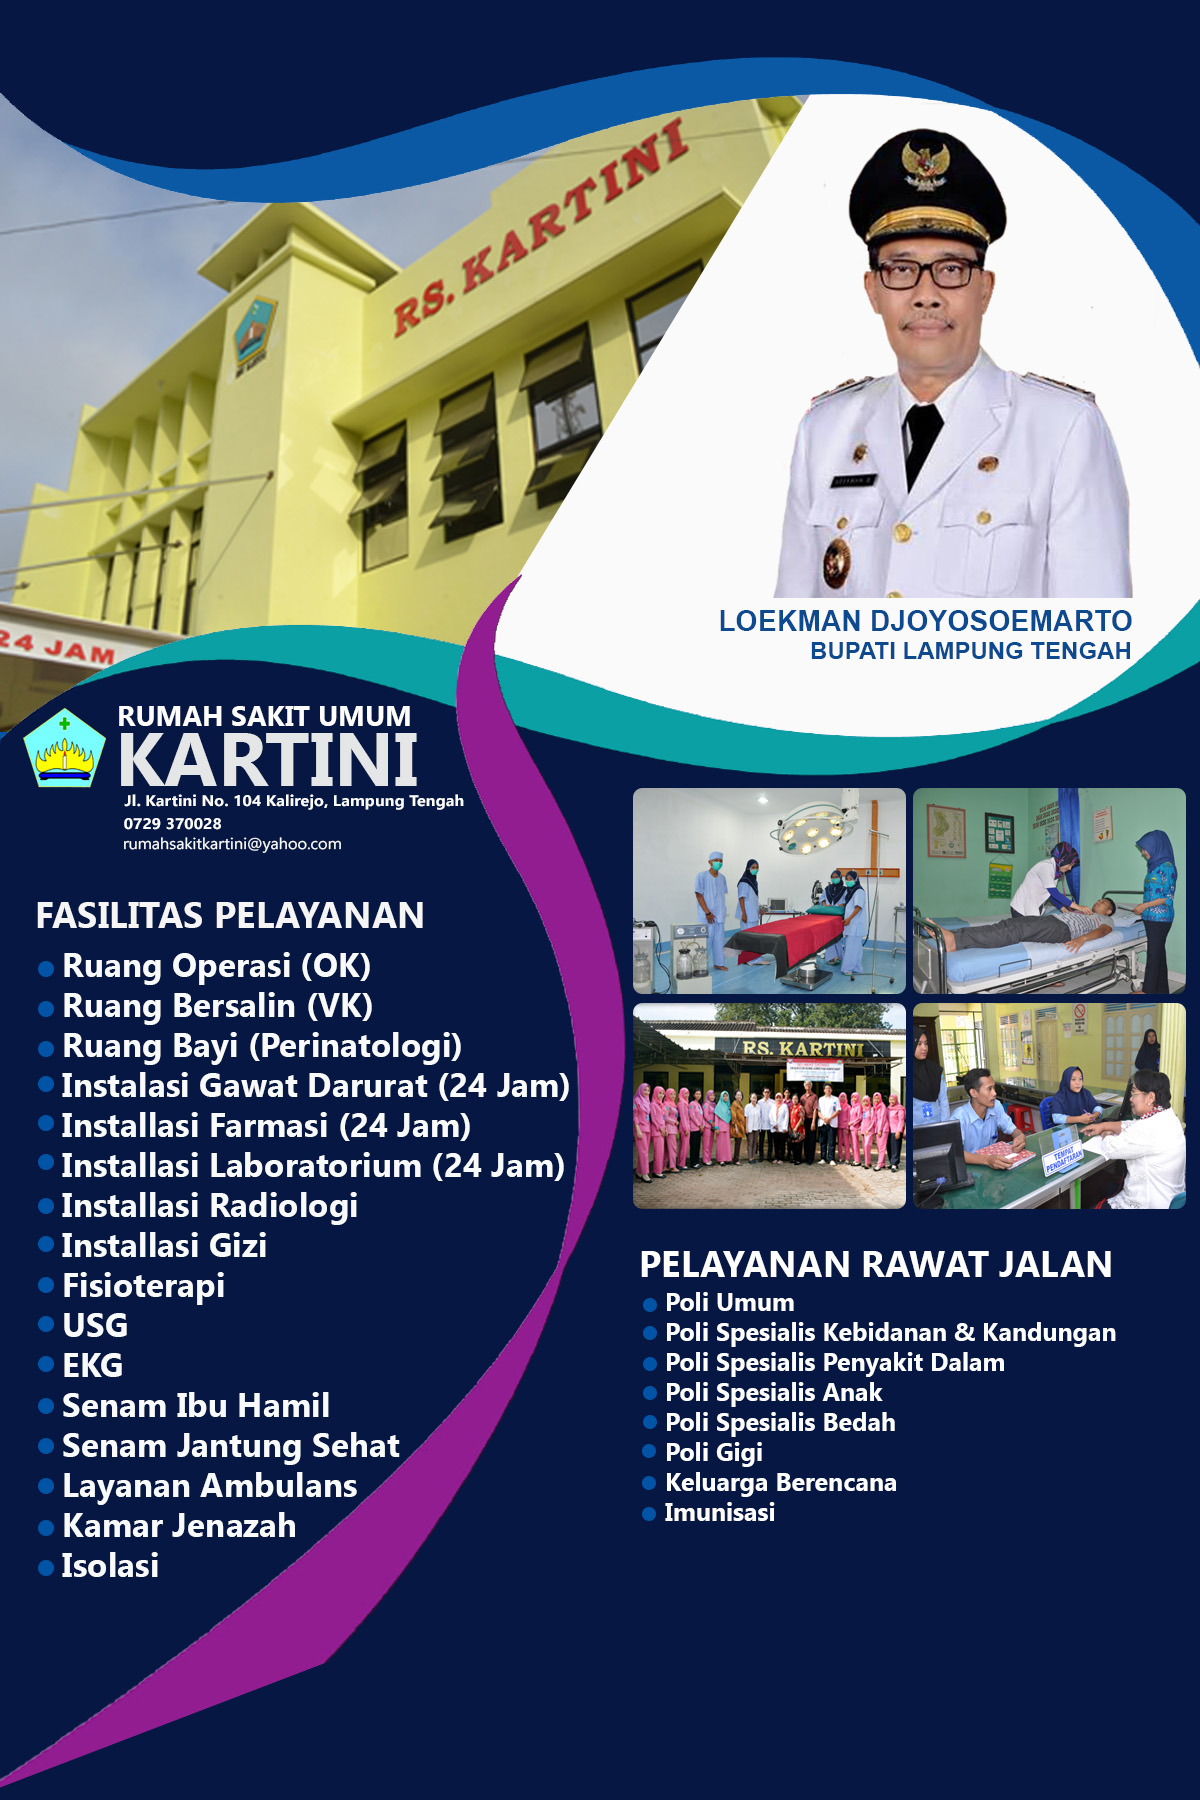 RS. KARTINI
24 JAM
LOEKMAN DJOYOSOEMARTO
BUPATI LAMPUNG TENGAH
RUMAH SAKIT UMUM
KARTINI
Jl. Kartini No. 104 Kalirejo, Lampung Tengah
0729 370028
rumahsakitkartini@yahoo.com
FASILITAS PELAYANAN
Ruang Operasi (OK)
Ruang Bersalin (VK)
Ruang Bayi (Perinatologi)
Instalasi Gawat Darurat (24 Jam)
Installasi Farmasi (24 Jam)
Installasi Laboratorium (24 Jam)
Installasi Radiologi
Installasi Gizi
Fisioterapi
USG
EKG
Senam Ibu Hamil
Senam Jantung Sehat
Layanan Ambulans
Kamar Jenazah
Isolasi
RS. KARTINI
TEMPAT
PENDAFTARAN
PELAYANAN RAWAT JALAN
Poli Umum
Poli Spesialis Kebidanan & Kandungan
Poli Spesialis Penyakit Dalam
Poli Spesialis Anak
Poli Spesialis Bedah
Poli Gigi
Keluarga Berencana
Imunisasi